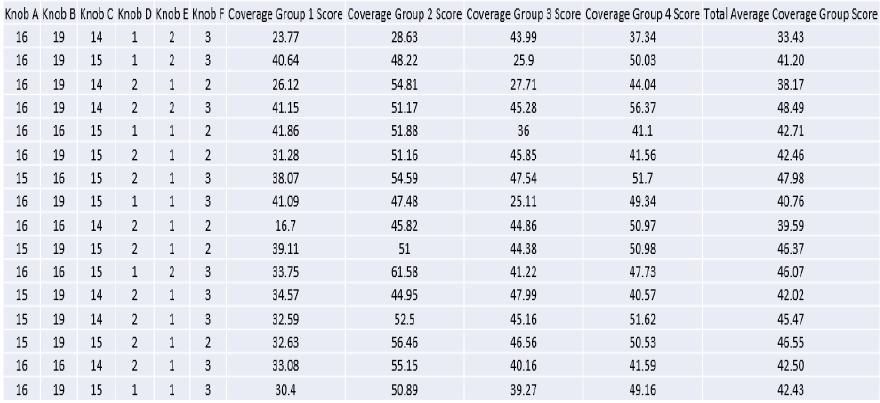 Knob A Knob B Knob C Knob D Knob E Knob F Coverage Group 1 Score Coverage Group 2 Score Coverage Group 3 Score Coverage Group 4 Score Total Average Coverage Group Score
16 19 14 1 2 3 23.77 28.63 43.99 37.34 33.43
16 19 15 1 2 3 40.64 48.22 25.9 50.03 41.20
16 19 14 2 1 2 26.12 54.81 27.71 44.04 38.17
16 19 14 2 2 3 41.15 51.17 45.28 56.37 48.49
16 16 15 1 1 2 41.86 51.88 36 41.1 42.71
16 19 15 2 1 2 31.28 51.16 45.85 41.56 42.46
15 16 15 2 1 3 38.07 54.59 47.54 51.7 47.98
16 19 15 1 1 3 41.09 47.48 25.11 49.34 40.76
16 16 14 2 1 2 16.7 45.82 44.86 50.97 39.59
15 19 15 2 1 2 39.11 51 44.38 50.98 46.37
16 16 15 1 2 3 33.75 61.58 41.22 47.73 46.07
15 19 14 2 1 3 34.57 44.95 47.99 40.57 42.02
15 19 14 2 1 3 32.59 52.5 45.16 51.62 45.47
15 19 15 2 1 2 32.63 56.46 46.56 50.53 46.55
16 16 14 2 1 3 33.08 55.15 40.16 41.59 42.50
16 19 15 1 1 3 30.4 50.89 39.27 49.16 42.43